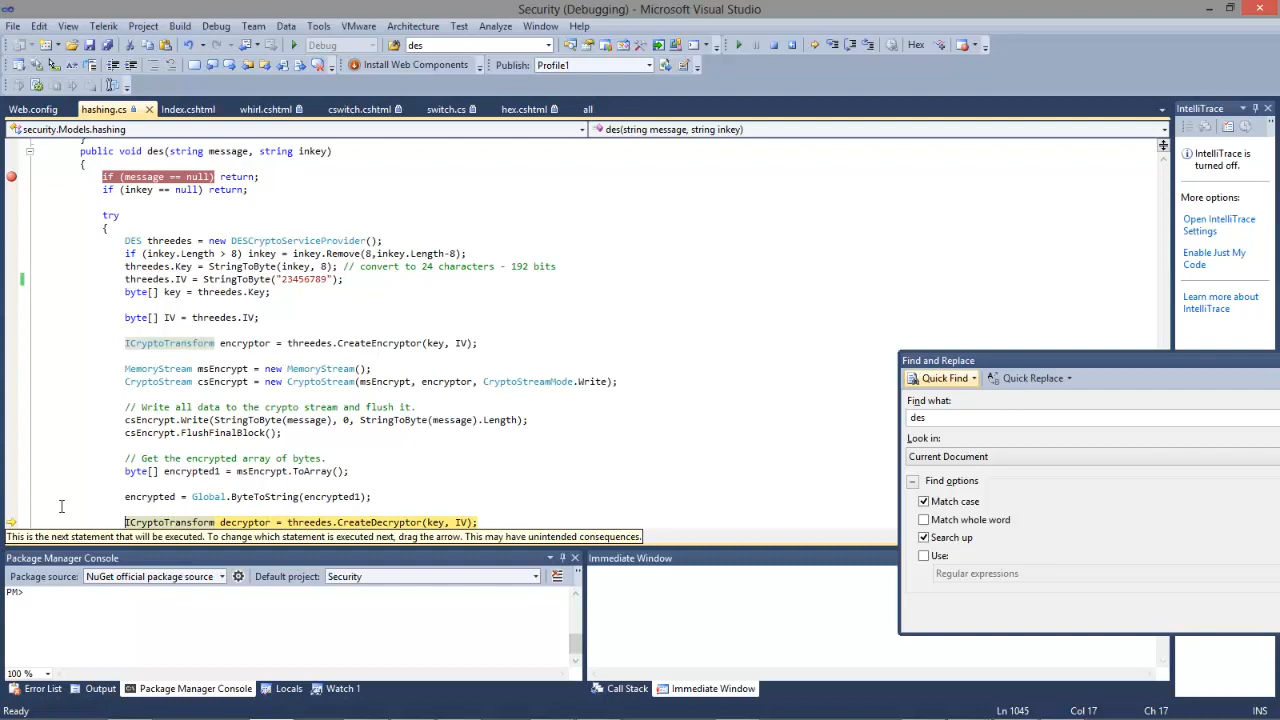 Security (Debugging) - Microsoft Visual Studio
File Edit View Telerik Project Build Debug Team Data Tools VMware Architecture Test Analyze Window Help
Debug des Hex
Install Web Components Publish: Profile1
Web.config hashing.cs Index.cshtml whirl.cshtml cswitch.cshtml switch.cs hex.cshtml all
IntelliTrace
security.Models.hashing des(string message, string inkey)
public void des(string message, string inkey)
{
if (message == null) return;
if (inkey == null) return;
try
{
DES threedes = new DESCryptoServiceProvider();
if (inkey.Length > 8) inkey = inkey.Remove(8,inkey.Length-8);
threedes.Key = StringToByte(inkey, 8); // convert to 24 characters - 192 bits
threedes.IV = StringToByte("23456789");
byte[] key = threedes.Key;
byte[] IV = threedes.IV;
ICryptoTransform encryptor = threedes.CreateEncryptor(key, IV);
MemoryStream msEncrypt = new MemoryStream();
CryptoStream csEncrypt = new CryptoStream(msEncrypt, encryptor, CryptoStreamMode.Write);
// Write all data to the crypto stream and flush it.
csEncrypt.Write(StringToByte(message), 0, StringToByte(message).Length);
csEncrypt.FlushFinalBlock();
// Get the encrypted array of bytes.
byte[] encrypted1 = msEncrypt.ToArray();
encrypted = Global.ByteToString(encrypted1);
ICryptoTransform decryptor = threedes.CreateDecryptor(key, IV);
This is the next statement that will be executed. To change which statement is executed next, drag the arrow. This may have unintended consequences.
IntelliTrace is
turned off.
More options:
Open IntelliTrace
Settings
Enable Just My
Code
Learn more about
IntelliTrace
Find and Replace
Quick Find Quick Replace
Find what:
des
Look in:
Current Document
Find options
Match case
Match whole word
Search up
Use:
Regular expressions
Package Manager Console
Package source: NuGet official package source Default project: Security
PM>
100 %
Immediate Window
Error List Output Package Manager Console Locals Watch 1
Call Stack Immediate Window
Ready Ln 1045 Col 17 Ch 17 INS